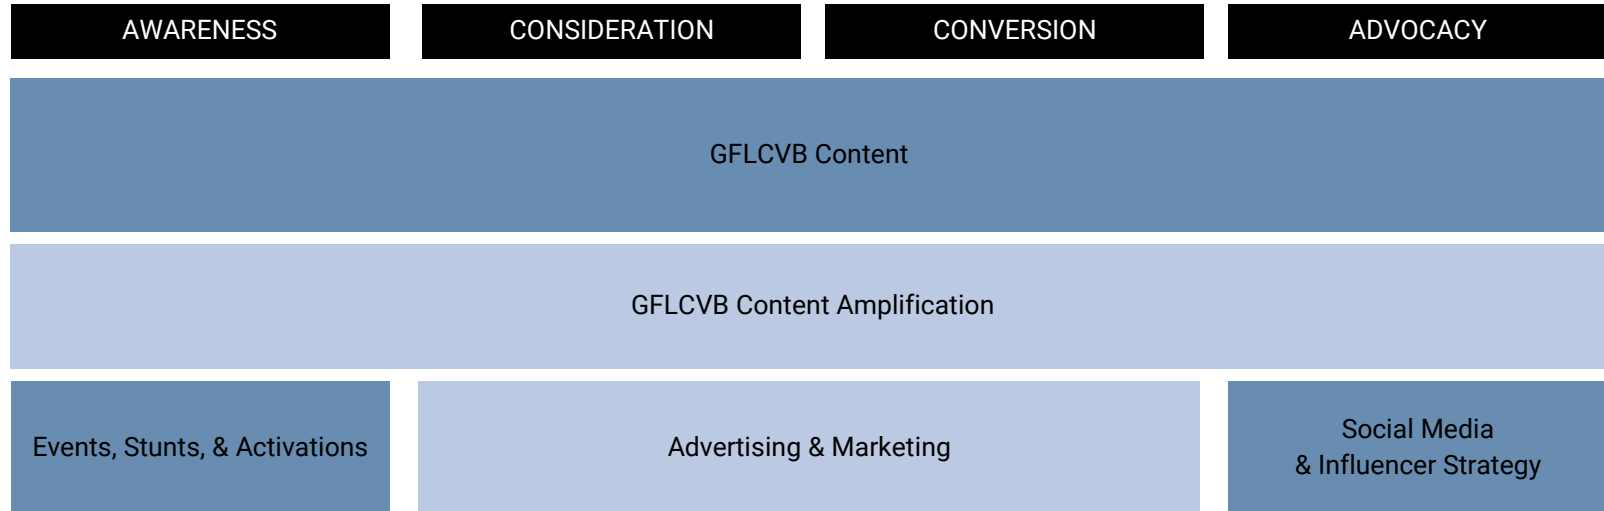 AWARENESS
CONSIDERATION
CONVERSION
ADVOCACY
GFLCVB Content
GFLCVB Content Amplification
Events, Stunts, & Activations
Advertising & Marketing
Social Media
& Influencer Strategy